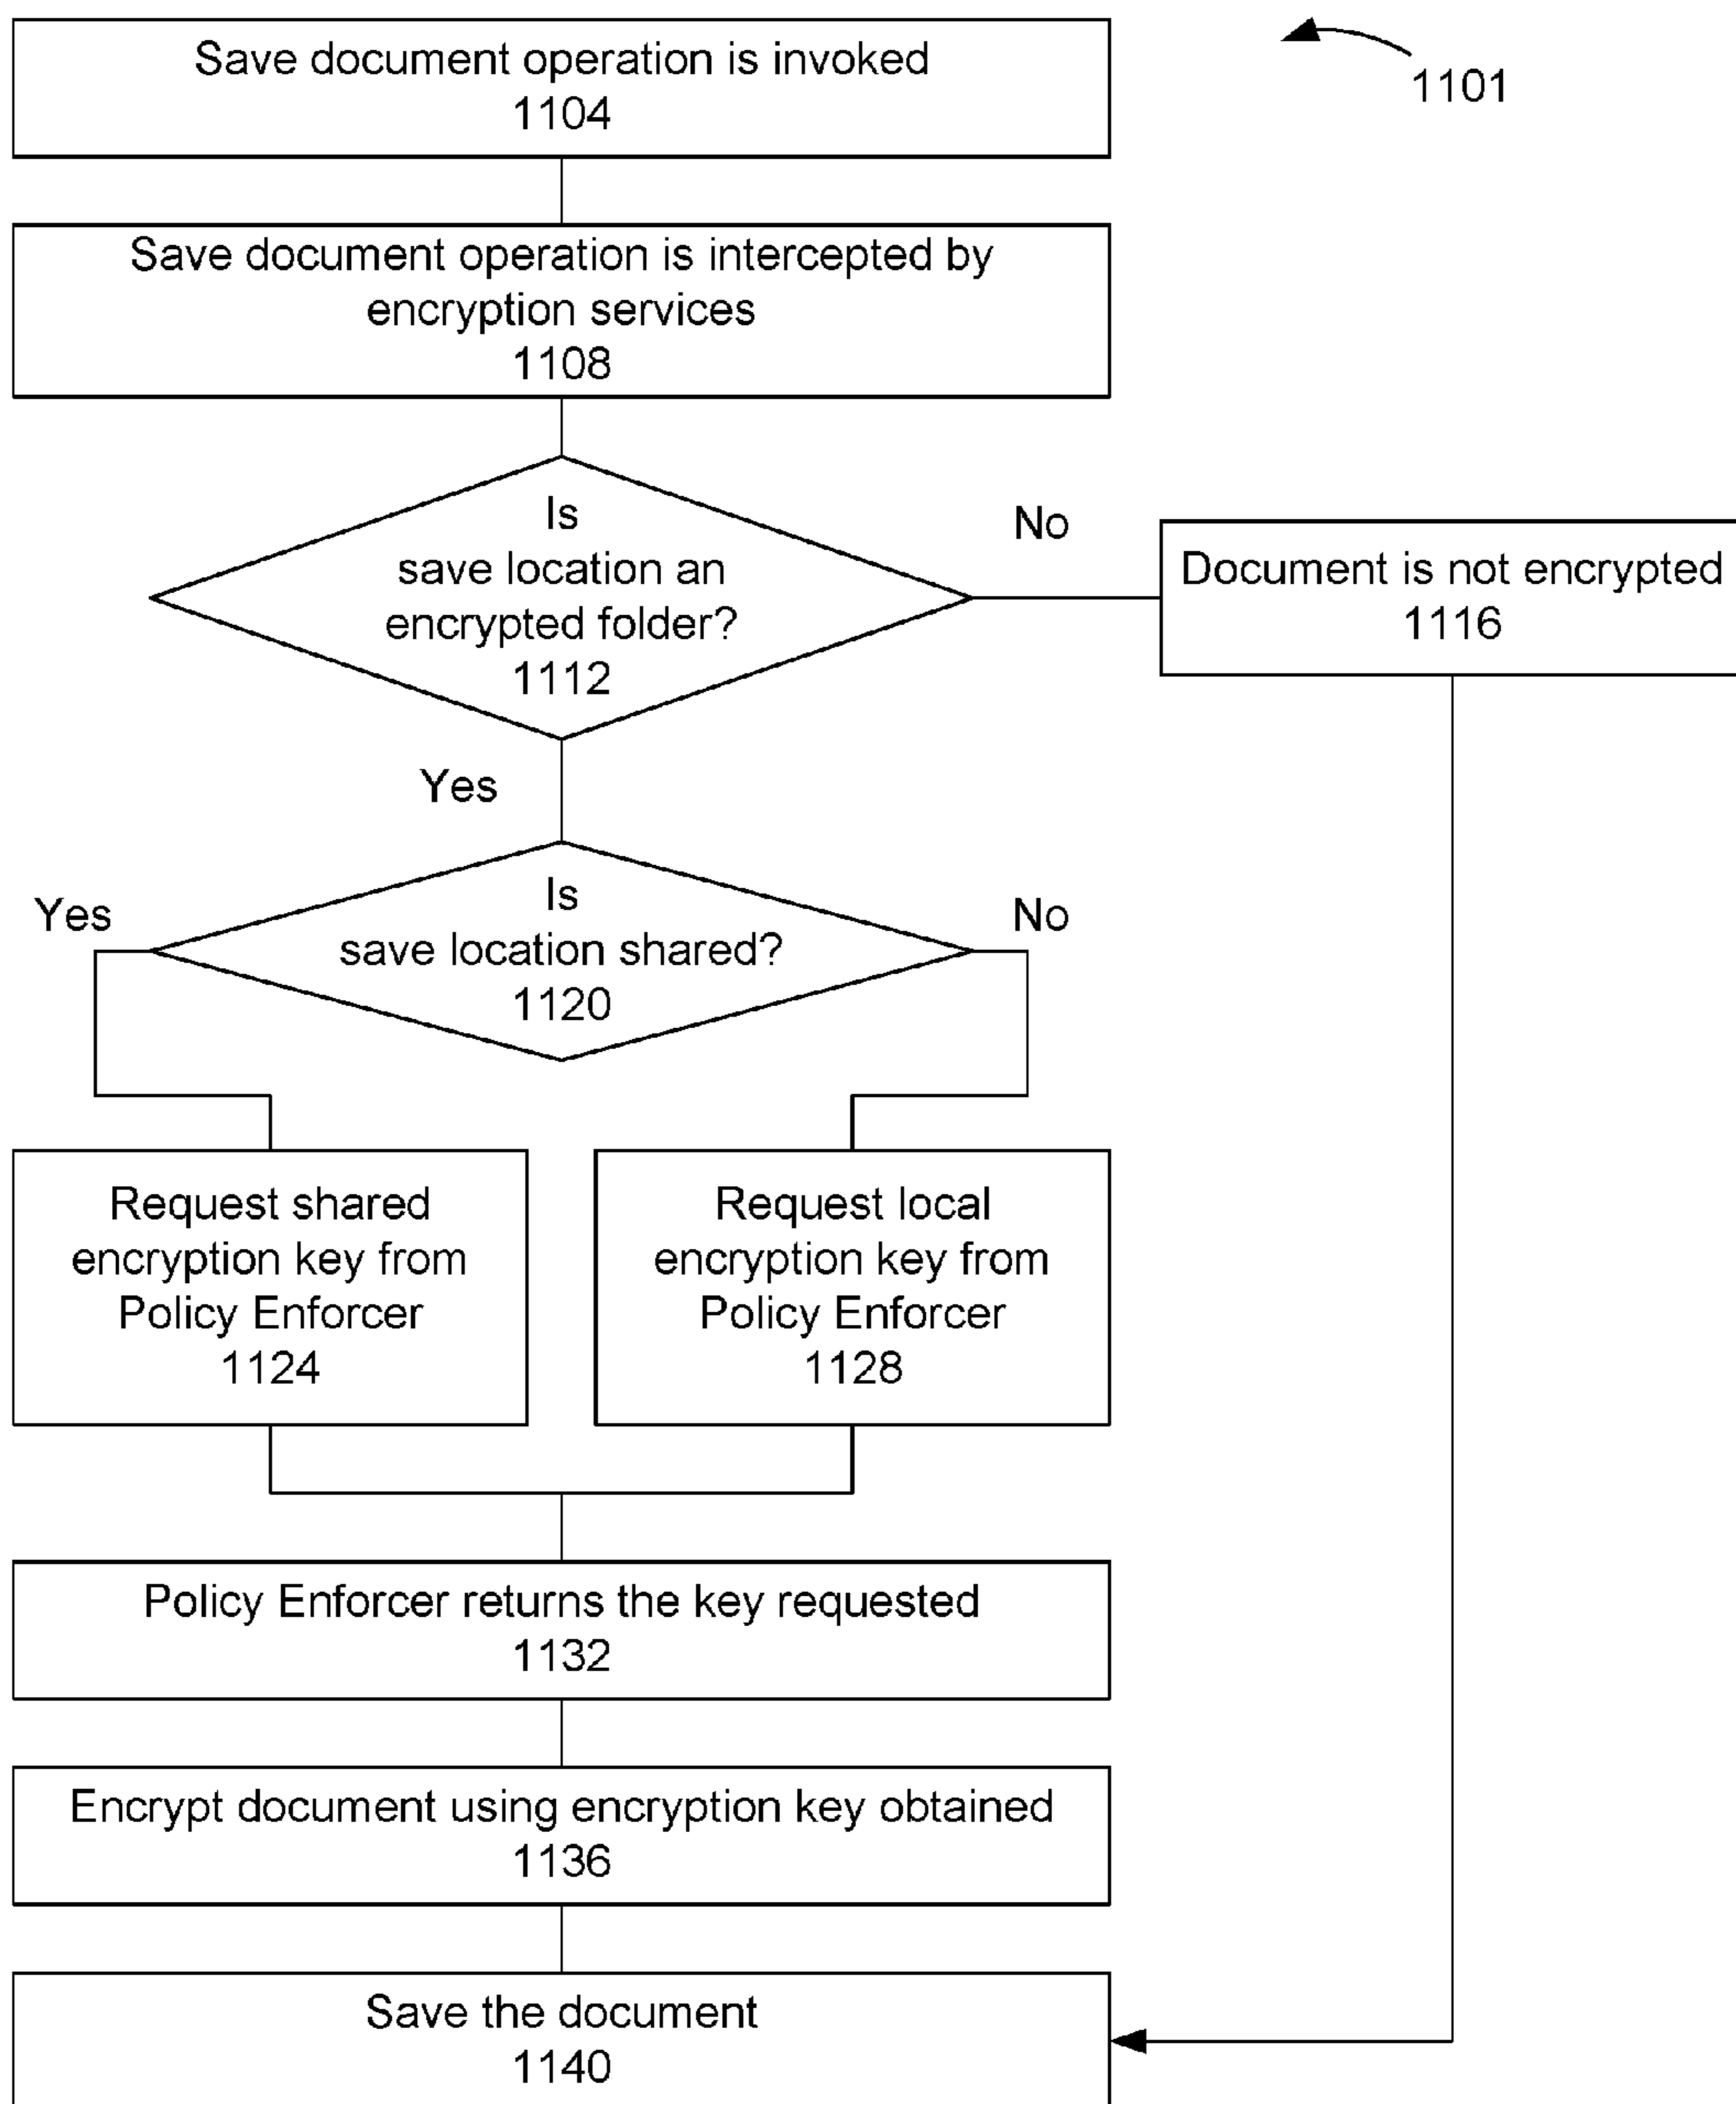 Save document operation is invoked
1104
1101
Save document operation is intercepted by
encryption services
1108
Is
save location an
encrypted folder?
1112
No
Document is not encrypted
1116
Yes
Is
save location shared?
1120
Yes
No
Request shared
encryption key from
Policy Enforcer
1124
Request local
encryption key from
Policy Enforcer
1128
Policy Enforcer returns the key requested
1132
Encrypt document using encryption key obtained
1136
Save the document
1140